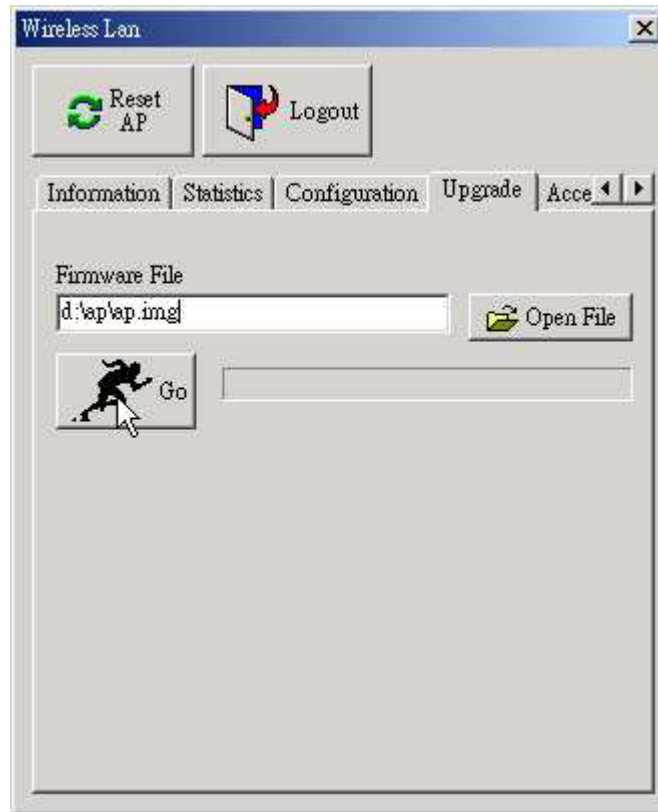 Wireless Lan
Reset
AP
Logout
Information
Statistics
Configuration
Upgrade
Acce
Firmware File
d:\ap\ap.img
Open File
Go